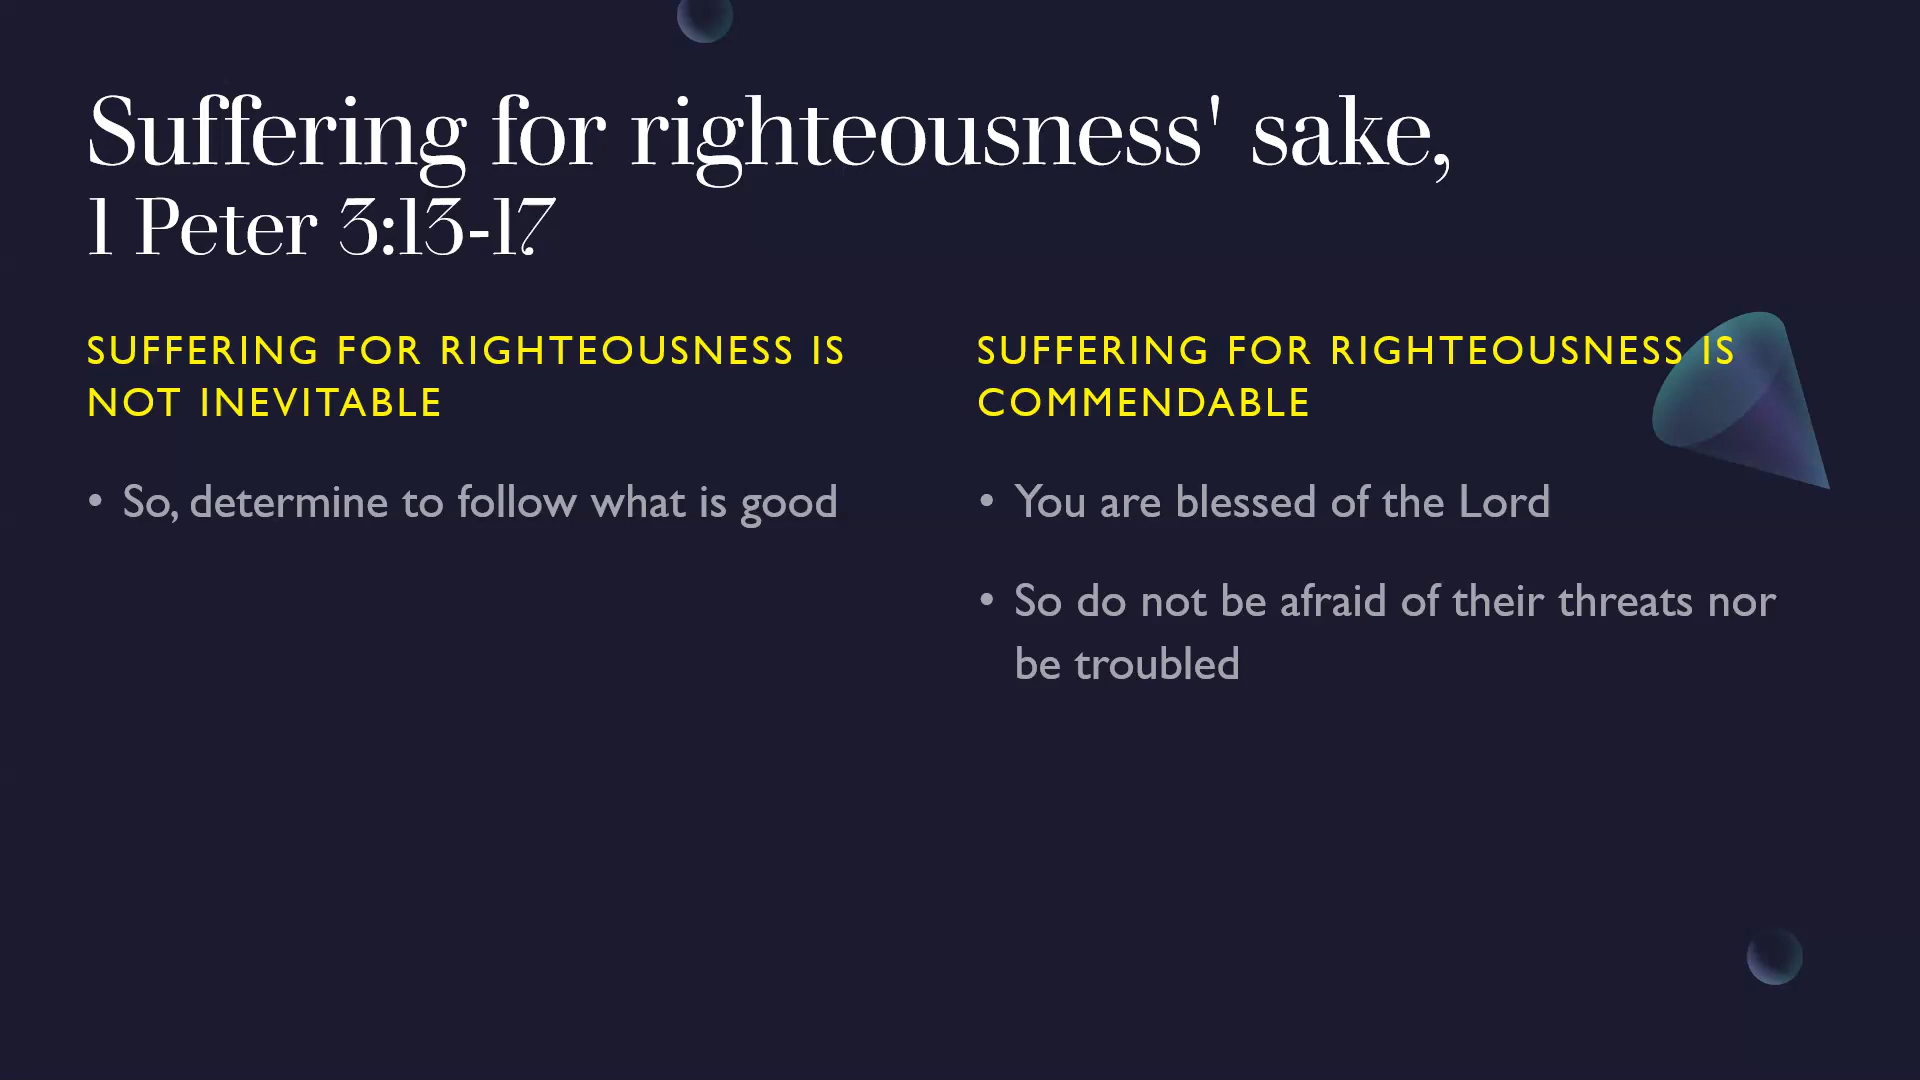 Suffering for righteousness' sake,
1 Peter 3:13-17
SUFFERING FOR RIGHTEOUSNESS IS
NOT INEVITABLE
• So, determine to follow what is good
SUFFERING FOR RIGHTEOUSNESS IS
COMMENDABLE
• You are blessed of the Lord
• So do not be afraid of their threats nor
be troubled